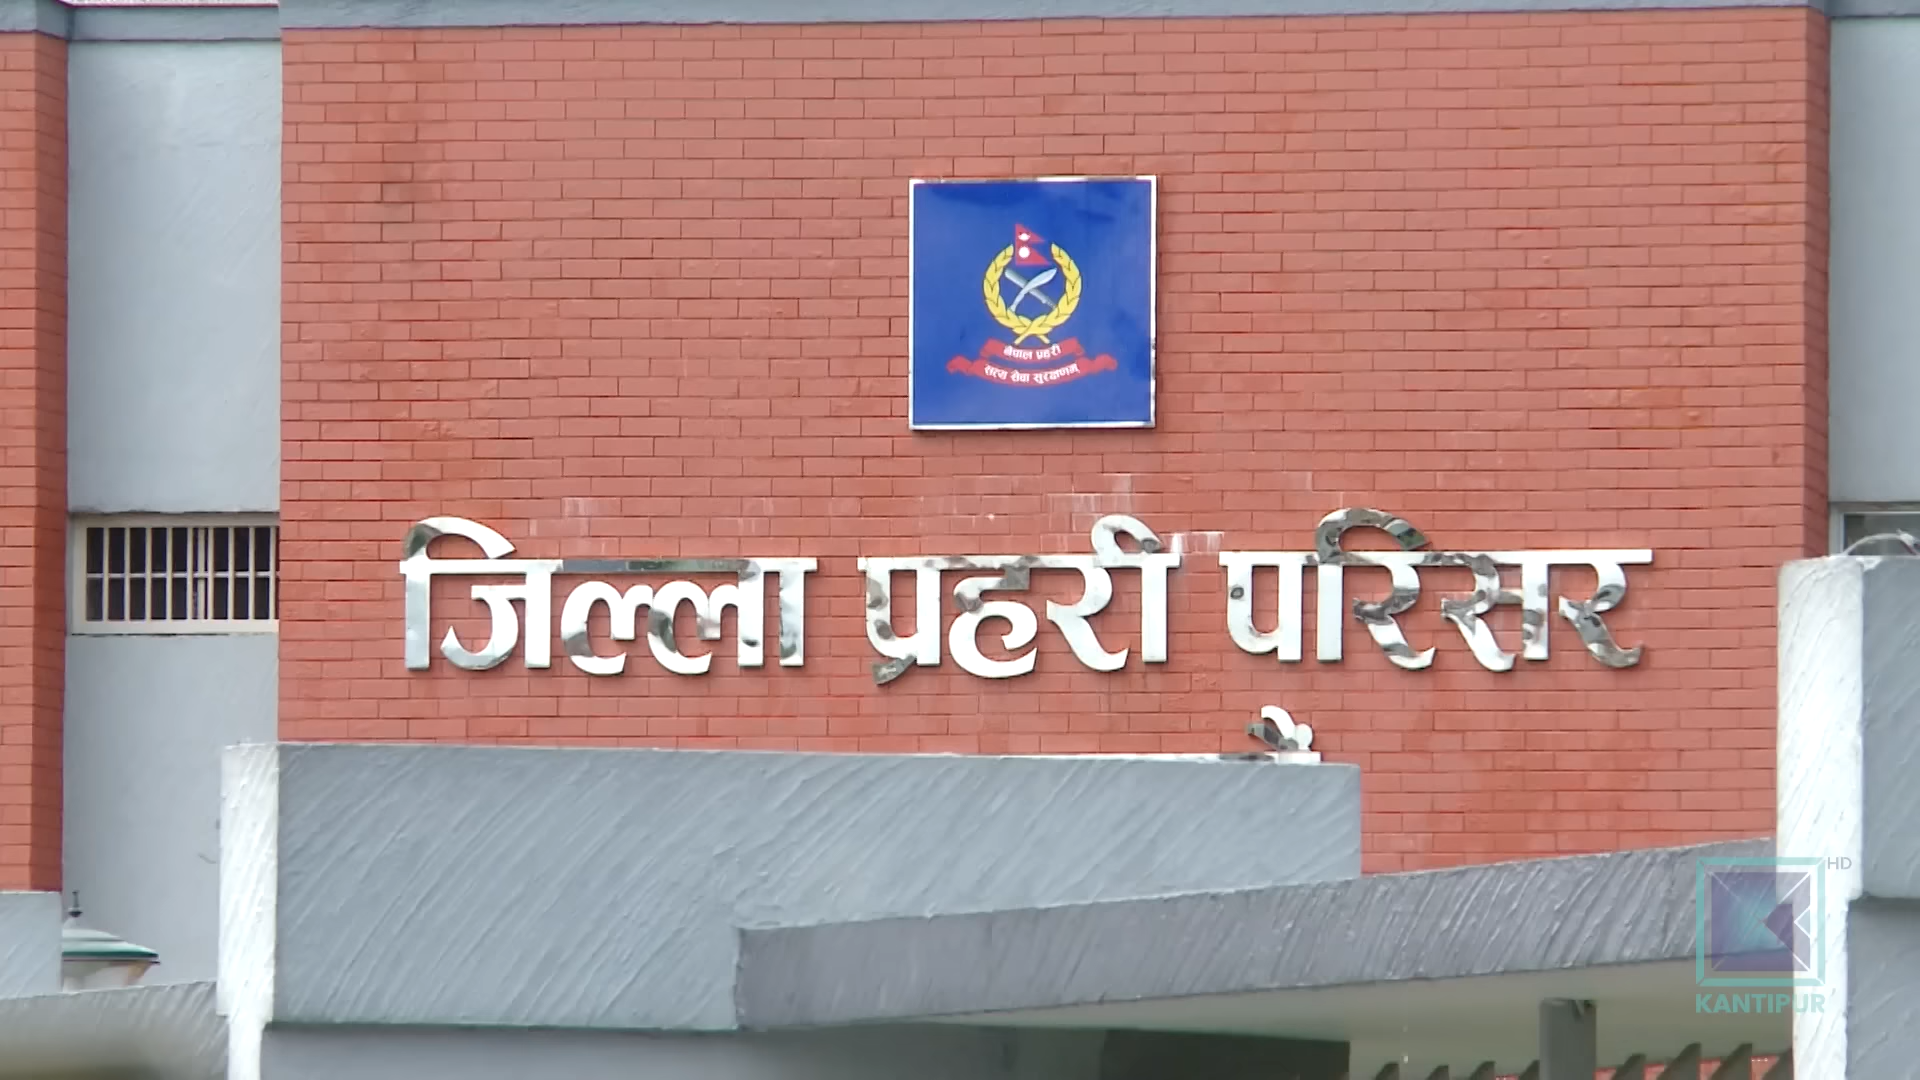 नेपाल प्रहरी
सत्य सेवा सुरक्षणम्
जिल्ला प्रहरी परिसर
HD
KANTIPUR